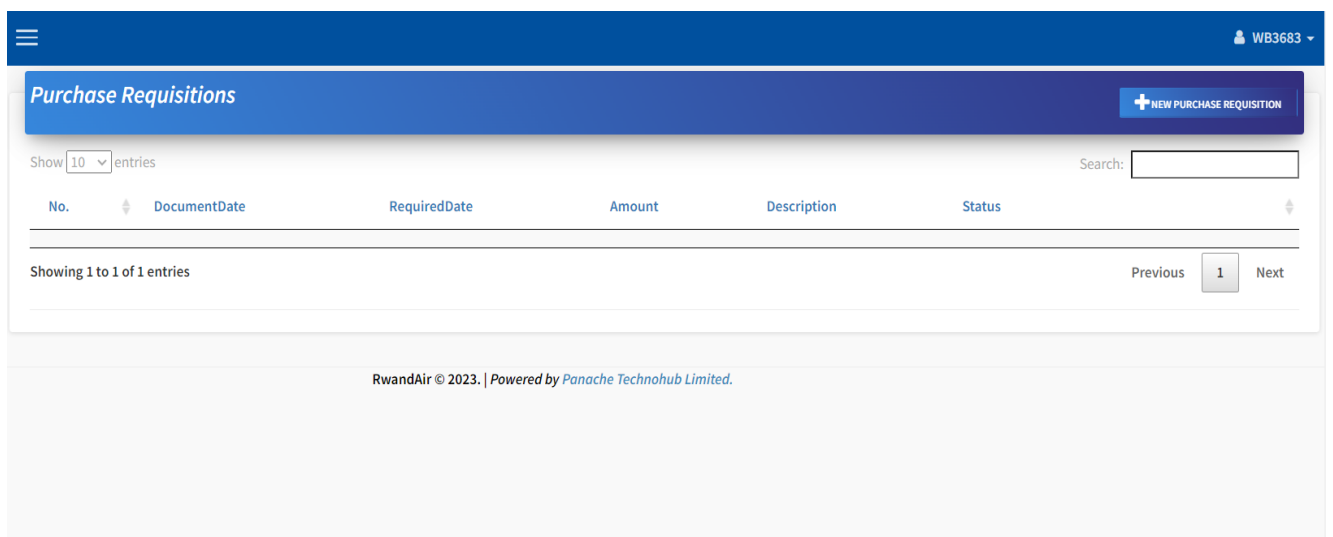 WB3683
Purchase Requisitions
NEW PURCHASE REQUISITION
Show 10 entries
Search:
No. DocumentDate RequiredDate Amount Description Status
Showing 1 to 1 of 1 entries
Previous 1 Next
RwandAir © 2023. | Powered by Panache Technohub Limited.